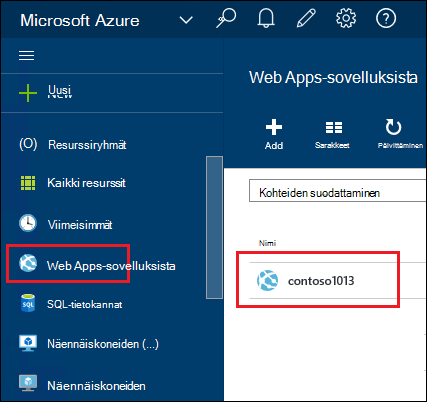 Microsoft Azure
Uusi
New
(O) Resurssiryhmät
Kaikki resurssit
Viimeisimmät
Web Apps-sovelluksista
SQL
SQL-tietokannat
Näennäiskoneiden (...)
Näennäiskoneiden
Web Apps-sovelluksista
Add
Sarakkeet
Päivittäminen
Kohteiden suodattaminen
Nimi
contoso1013